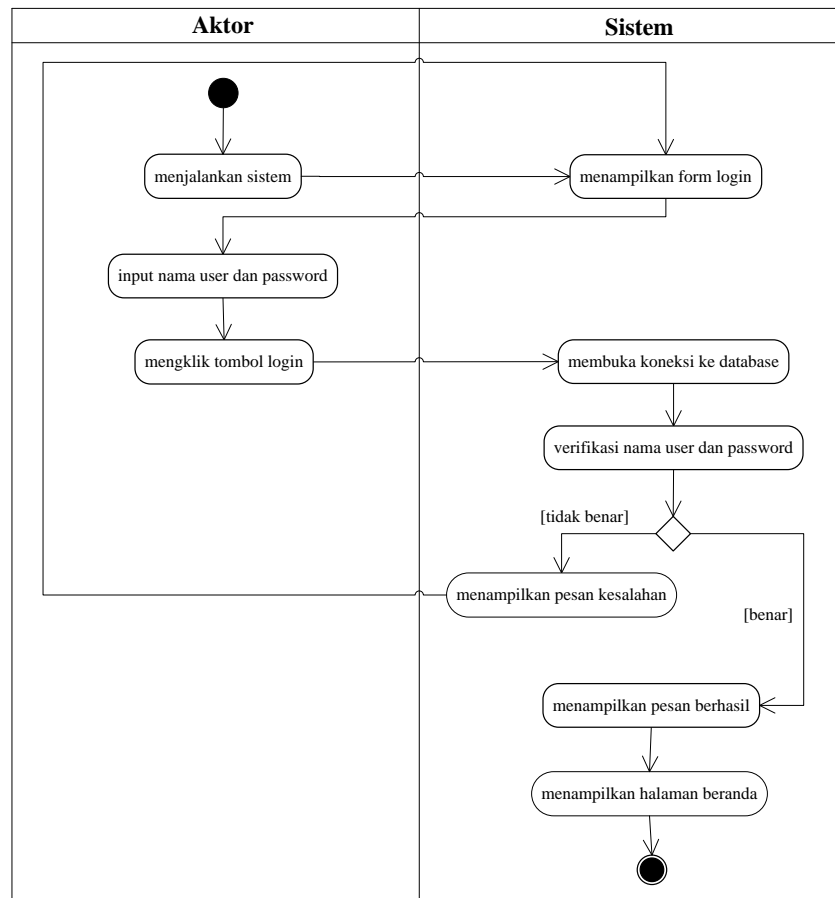 Aktor
Sistem
menjalankan sistem
menampilkan form login
input nama user dan password
mengklik tombol login
membuka koneksi ke database
verifikasi nama user dan password
[tidak benar]
menampilkan pesan kesalahan
[benar]
menampilkan pesan berhasil
menampilkan halaman beranda